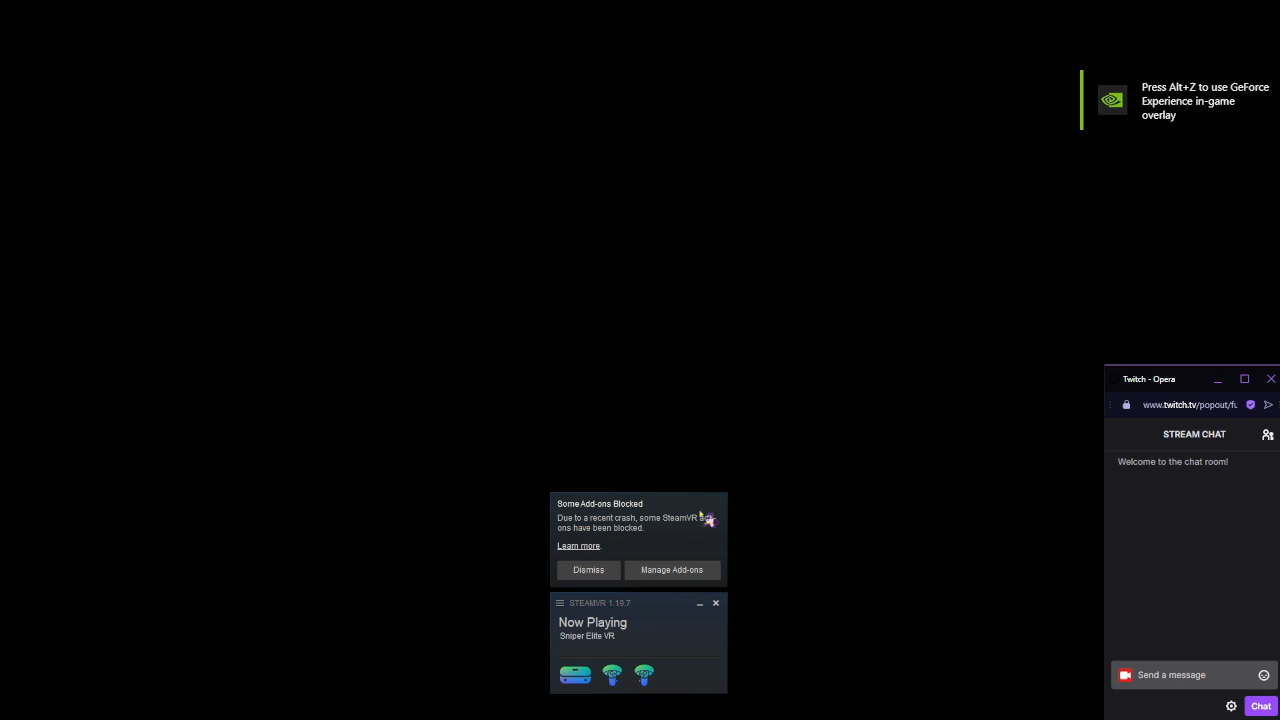 Press Alt+Z to use GeForce
Experience in-game
overlay
Twitch - Opera
www.twitch.tv/popout/fu
STREAM CHAT
Welcome to the chat room!
Some Add-ons Blocked
Due to a recent crash, some SteamVR
ons have been blocked.
Learn more.
Dismiss
Manage Add-ons
STEAMVR 1.19.7
Now Playing
Sniper Elite VR
Send a message
Chat